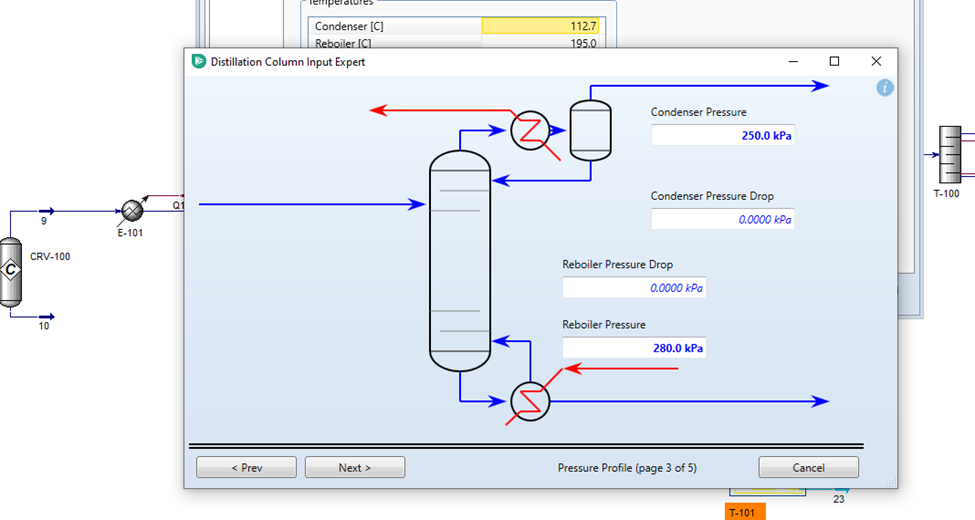 Temperatures
Condenser [C] 112.7
Reboiler [C] 195.0
Distillation Column Input Expert
Condenser Pressure
250.0 kPa
Condenser Pressure Drop
0.0000 kPa
Reboiler Pressure Drop
0.0000 kPa
Reboiler Pressure
280.0 kPa
< Prev
Next >
Pressure Profile (page 3 of 5)
Cancel
9
Q1
E-101
CRV-100
C
10
T-100
23
T-101